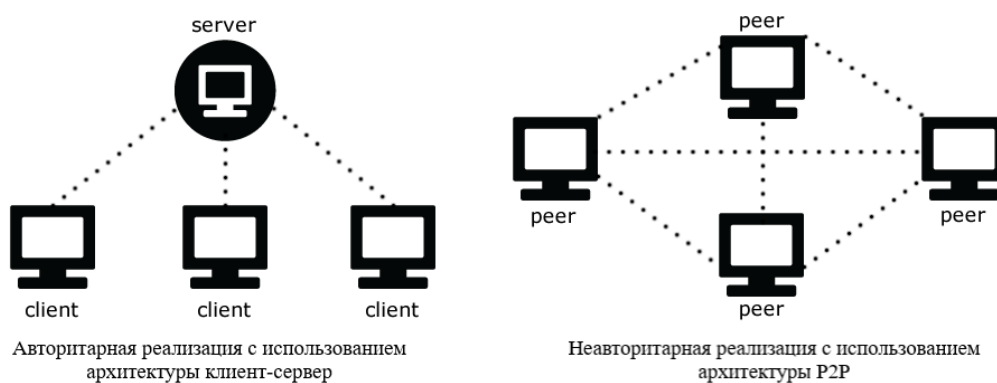 server
client
client
client
Авторитарная реализация с использованием
архитектуры клиент-сервер
peer
peer
peer
peer
Неавторитарная реализация с использованием
архитектуры P2P